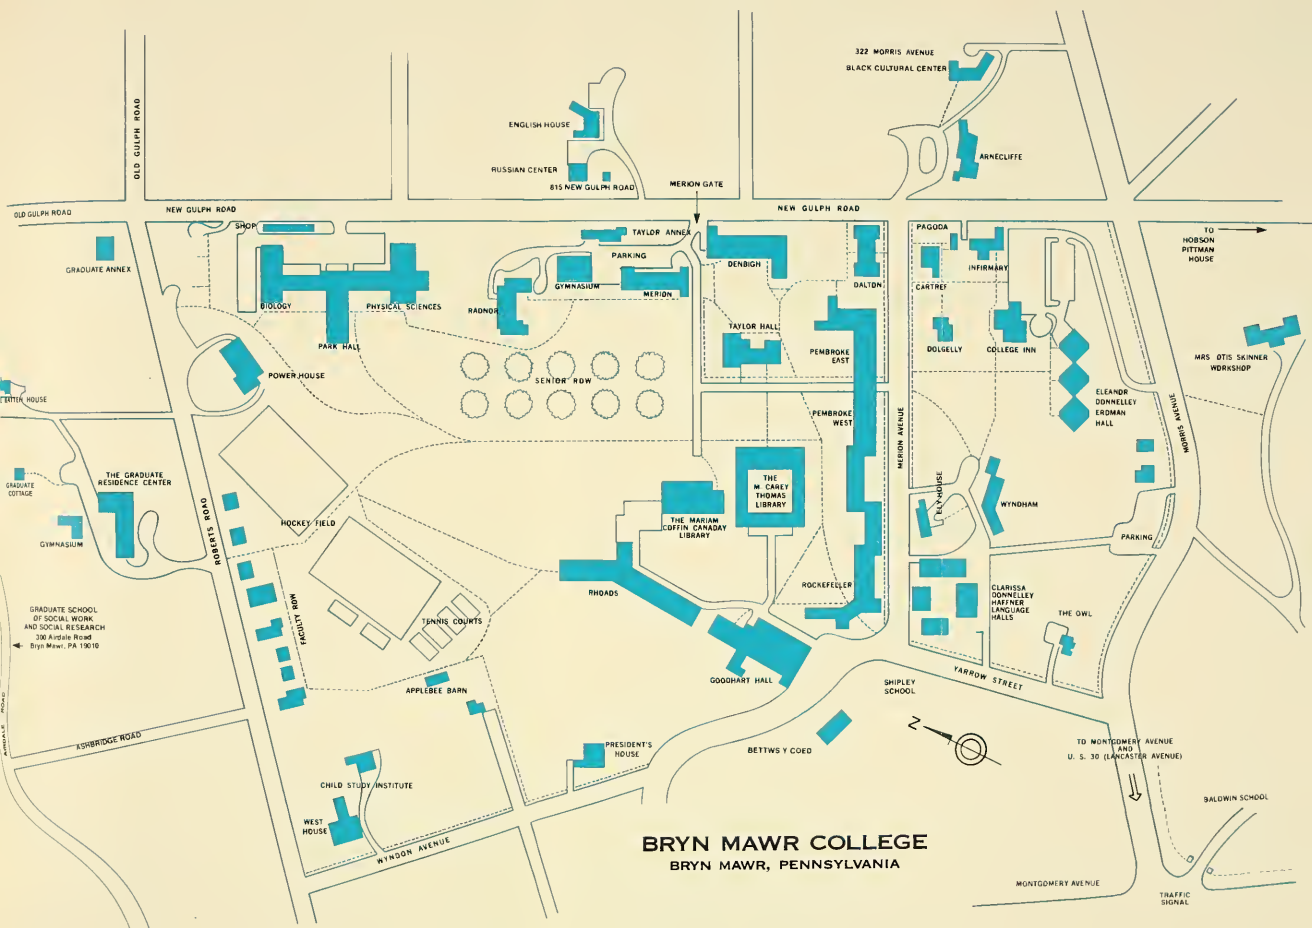 322 MORRIS AVENUE
BLACK CULTURAL CENTER
OLD GULPH ROAD
ENGLISH HOUSE
ARNECLIFFE
RUSSIAN CENTER
815 NEW GULPH ROAD
MERION GATE
OLD GULPH ROAD
NEW GULPH ROAD
NEW GULPH ROAD
SHOP
TAYLOR ANNEX
PAGODA
TO
HOBSON
PITTMAN
HOUSE
GRADUATE ANNEX
PARKING
DENBIGH
INFIRMARY
GYMNASIUM
MERION
DALTON
CARTREF
BIOLOGY
PHYSICAL SCIENCES
RADNOR
TAYLOR HALL
PARK HALL
PEMBROKE
EAST
DOLGELLY
COLLEGE INN
MRS OTIS SKINNER
WORKSHOP
POWER HOUSE
SENIOR ROW
HOUSE
ELEANOR
DONNELLEY
ERDMAN
HALL
PEMBROKE
WEST
MERION AVENUE
MORRIS AVENUE
THE GRADUATE
RESIDENCE CENTER
GRADUATE
COTTAGE
THE
M. CAREY
THOMAS
LIBRARY
ELY HOUSE
WYNDHAM
ROBERTS ROAD
HOCKEY FIELD
THE MARIAM
COFFIN CANADAY
LIBRARY
GYMNASIUM
PARKING
RHOADS
ROCKEFELLER
CLARISSA
DONNELLEY
HAFFNER
LANGUAGE
HALLS
GRADUATE SCHOOL
OF SOCIAL WORK
AND SOCIAL RESEARCH
300 Airdale Road
Bryn Mawr, PA 19010
FACULTY ROW
TENNIS COURTS
THE OWL
GOODHART HALL
YARROW STREET
APPLEBEE BARN
SHIPLEY
SCHOOL
AIRDALE ROAD
ASHBRIDGE ROAD
PRESIDENT'S
HOUSE
BETTWS Y COED
N
TO MONTGOMERY AVENUE
AND
U. S. 30 (LANCASTER AVENUE)
CHILD STUDY INSTITUTE
WEST
HOUSE
BALDWIN SCHOOL
WYNDON AVENUE
BRYN MAWR COLLEGE
BRYN MAWR, PENNSYLVANIA
MONTGOMERY AVENUE
TRAFFIC
SIGNAL